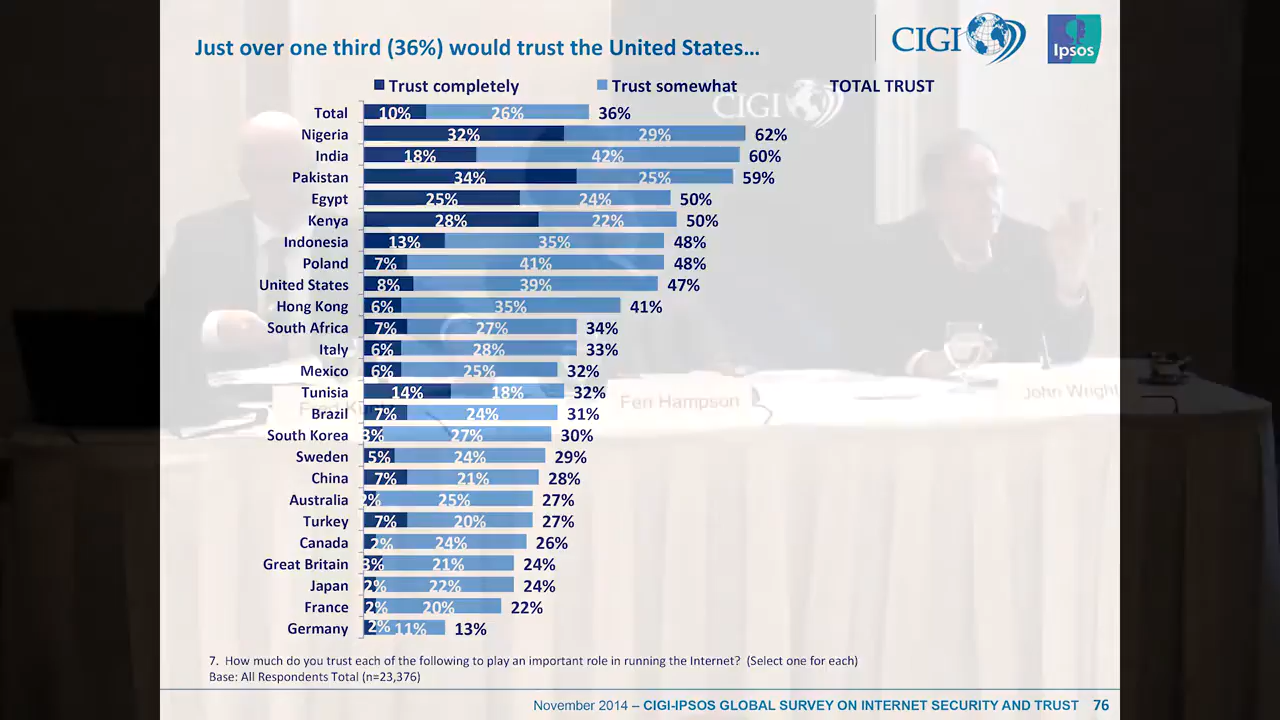 Just over one third (36%) would trust the United States...
CIGI
Ipsos
Trust completely Trust somewhat TOTAL TRUST
CIGI
Total 10% 26% 36%
Nigeria 32% 29% 62%
India 18% 42% 60%
Pakistan 34% 25% 59%
Egypt 25% 24% 50%
Kenya 28% 22% 50%
Indonesia 13% 35% 48%
Poland 7% 41% 48%
United States 8% 39% 47%
Hong Kong 6% 35% 41%
South Africa 7% 27% 34%
Italy 6% 28% 33%
Mexico 6% 25% 32%
Tunisia 14% 18% 32%
Brazil 7% 24% 31%
South Korea 3% 27% 30%
Sweden 5% 24% 29%
China 7% 21% 28%
Australia 2% 25% 27%
Turkey 7% 20% 27%
Canada 2% 24% 26%
Great Britain 3% 21% 24%
Japan 2% 22% 24%
France 2% 20% 22%
Germany 2% 11% 13%
Fen Hampson
John Wright
7. How much do you trust each of the following to play an important role in running the Internet? (Select one for each)
Base: All Respondents Total (n=23,376)
November 2014 – CIGI-IPSOS GLOBAL SURVEY ON INTERNET SECURITY AND TRUST 76